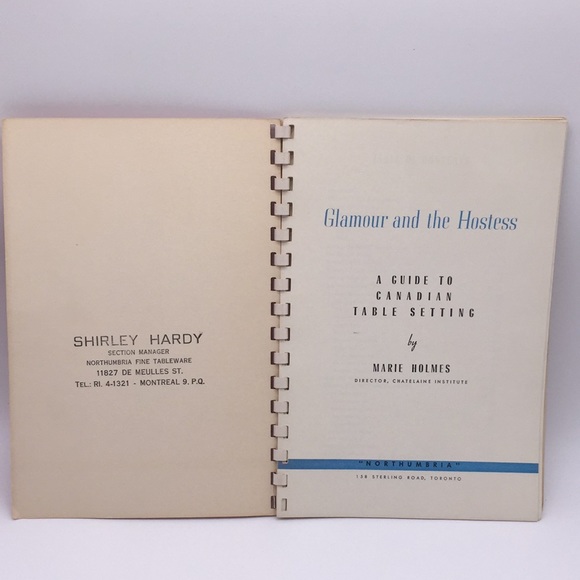 SHIRLEY HARDY
SECTION MANAGER
NORTHUMBRIA FINE TABLEWARE
11827 DE MEULLES ST.
TEL.: RI. 4-1321 - MONTREAL 9. P.Q.
Glamour and the Hostess
A GUIDE TO
CANADIAN
TABLE SETTING
by
MARIE HOLMES
DIRECTOR, CHATELAINE INSTITUTE
"NORTHUMBRIA"
138 STERLING ROAD, TORONTO